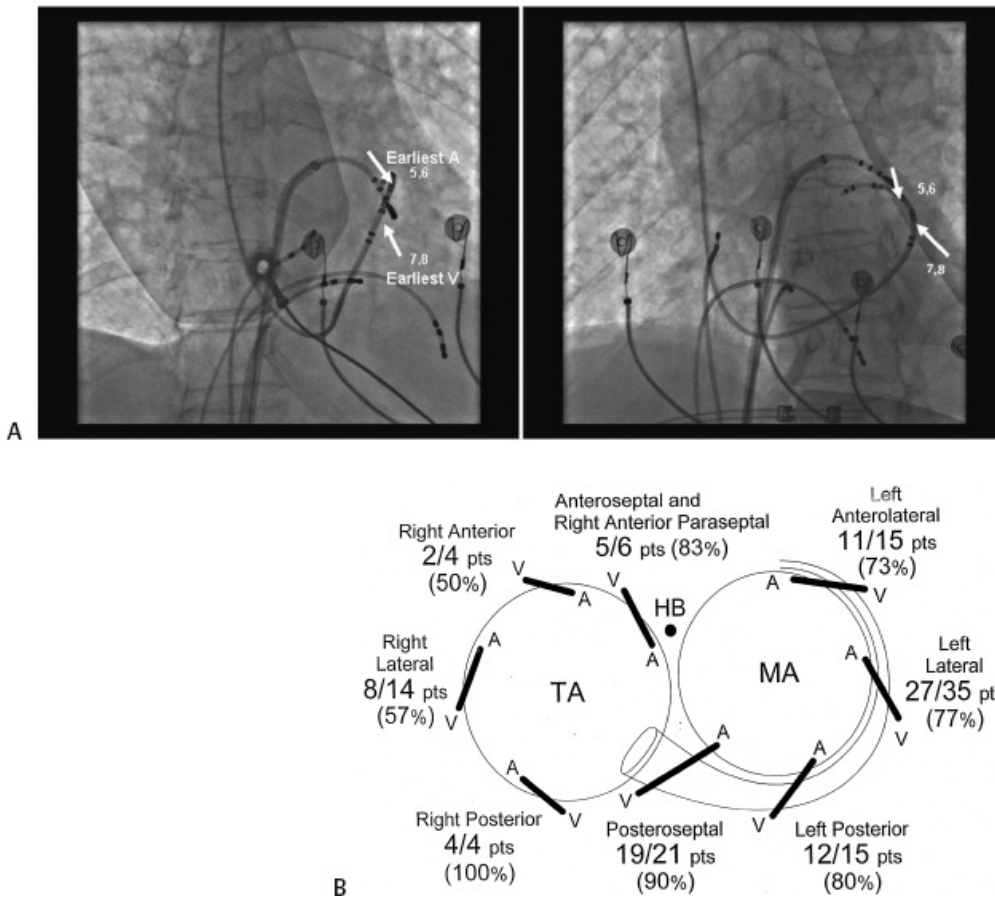 Earliest A
5,6
7,8
Earliest V
5,6
7,8
A
Anteroseptal and
Right Anterior Paraseptal
5/6 pts (83%)
Left
Anterolateral
11/15 pts
(73%)
Right Anterior
2/4 pts
(50%)
V
A
V
A
HB
A
V
Right
Lateral
8/14 pts
(57%)
A
V
TA
MA
A
V
Left
Lateral
27/35 pt
(77%)
A
V
Right Posterior
4/4 pts
(100%)
A
V
Posteroseptal
19/21 pts
(90%)
A
V
Left Posterior
12/15 pts
(80%)
B